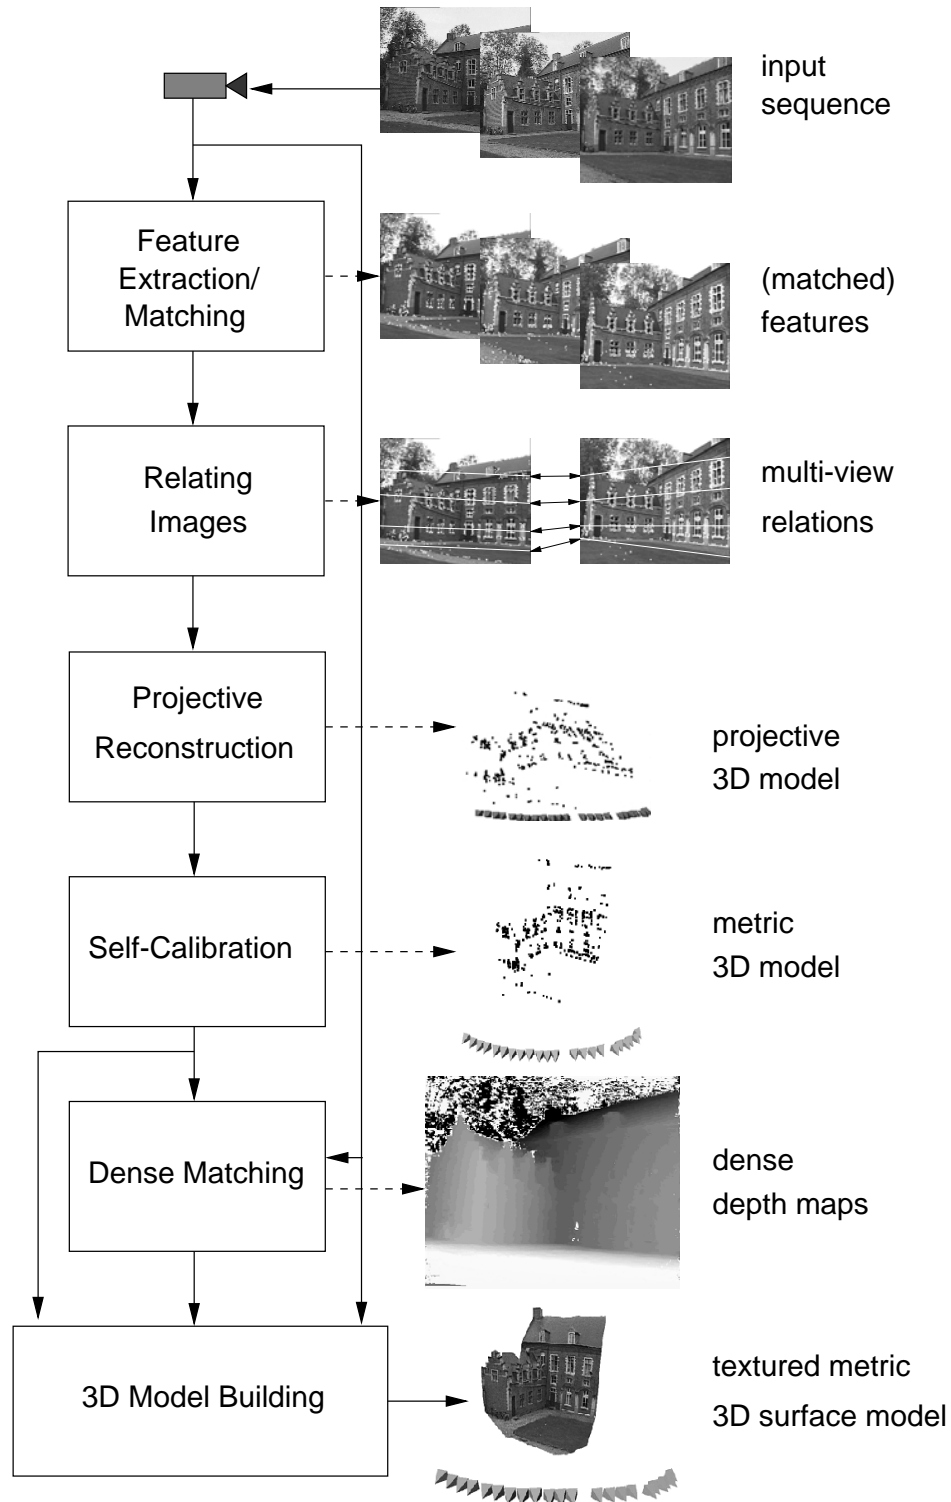 input
sequence
Feature
Extraction/
Matching
(matched)
features
Relating
Images
multi-view
relations
Projective
Reconstruction
projective
3D model
Self-Calibration
metric
3D model
Dense Matching
dense
depth maps
3D Model Building
textured metric
3D surface model